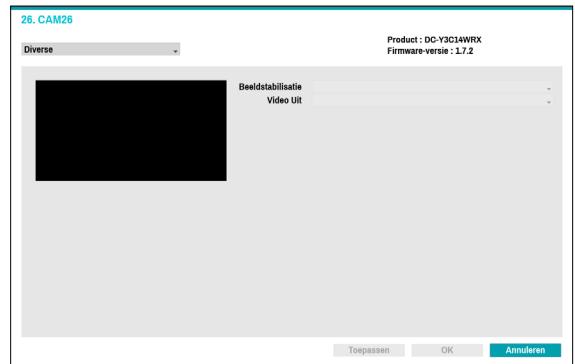 26. CAM26
Diverse
Product : DC-Y3C14WRX
Firmware-versie : 1.7.2
Beeldstabilisatie
Video Uit
Toepassen OK Annuleren